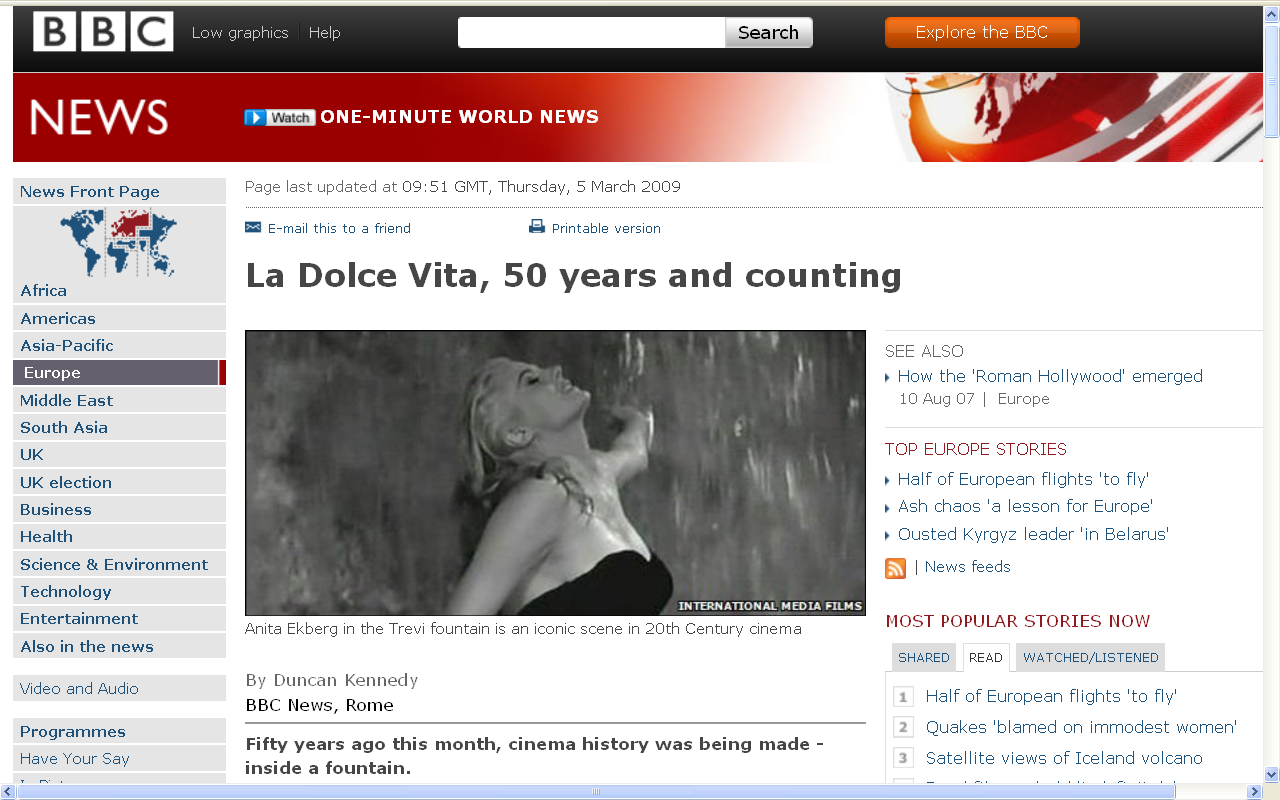 BBC
Low graphics
Help
Search
Explore the BBC
NEWS
Watch ONE-MINUTE WORLD NEWS
News Front Page
Africa
Americas
Asia-Pacific
Europe
Middle East
South Asia
UK
UK election
Business
Health
Science & Environment
Technology
Entertainment
Also in the news
Video and Audio
Programmes
Have Your Say
Page last updated at 09:51 GMT, Thursday, 5 March 2009
E-mail this to a friend
Printable version
La Dolce Vita, 50 years and counting
INTERNATIONAL MEDIA FILMS
Anita Ekberg in the Trevi fountain is an iconic scene in 20th Century cinema
By Duncan Kennedy
BBC News, Rome
Fifty years ago this month, cinema history was being made -
inside a fountain.
SEE ALSO
How the 'Roman Hollywood' emerged
10 Aug 07 | Europe
TOP EUROPE STORIES
Half of European flights 'to fly'
Ash chaos 'a lesson for Europe'
Ousted Kyrgyz leader 'in Belarus'
| News feeds
MOST POPULAR STORIES NOW
SHARED
READ
WATCHED/LISTENED
1 Half of European flights 'to fly'
2 Quakes 'blamed on immodest women'
3 Satellite views of Iceland volcano